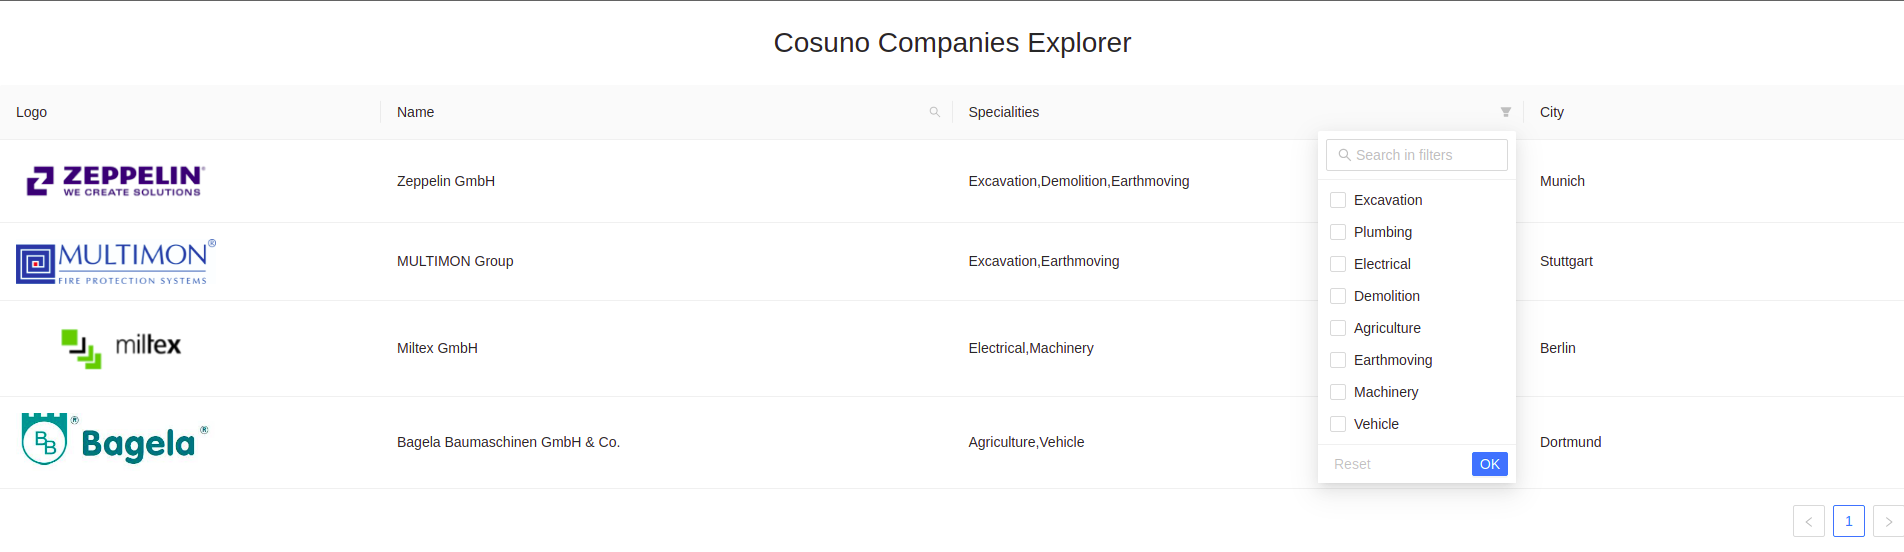 Cosuno Companies Explorer
Logo Name Specialities City
ZEPPELIN®
WE CREATE SOLUTIONS
Zeppelin GmbH Excavation,Demolition,Earthmoving Munich
MULTIMON®
FIRE PROTECTION SYSTEMS
MULTIMON Group Excavation,Earthmoving Stuttgart
miltex
Miltex GmbH Electrical,Machinery Berlin
BB® Bagela®
Bagela Baumaschinen GmbH & Co. Agriculture,Vehicle Dortmund
Search in filters
Excavation
Plumbing
Electrical
Demolition
Agriculture
Earthmoving
Machinery
Vehicle
Reset OK
< 1 >